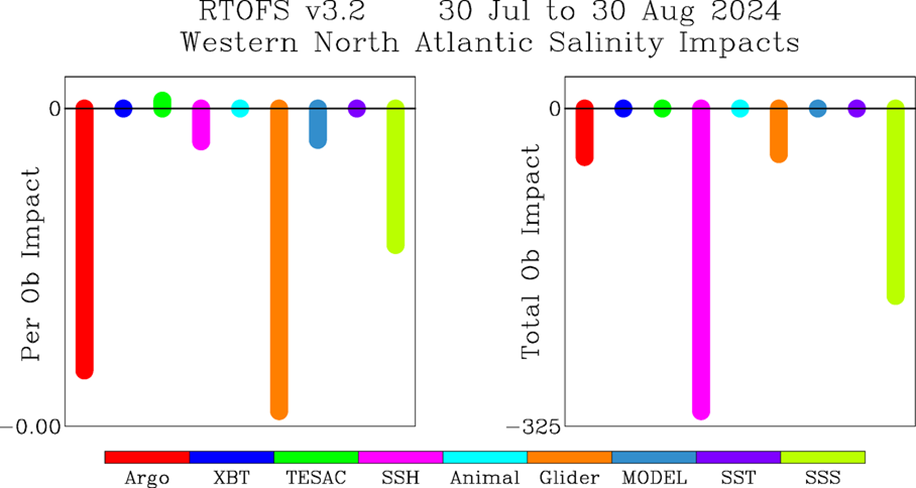 RTOFS v3.2 30 Jul to 30 Aug 2024
Western North Atlantic Salinity Impacts
0
Per Ob Impact
−0.00
0
Total Ob Impact
−325
Argo XBT TESAC SSH Animal Glider MODEL SST SSS